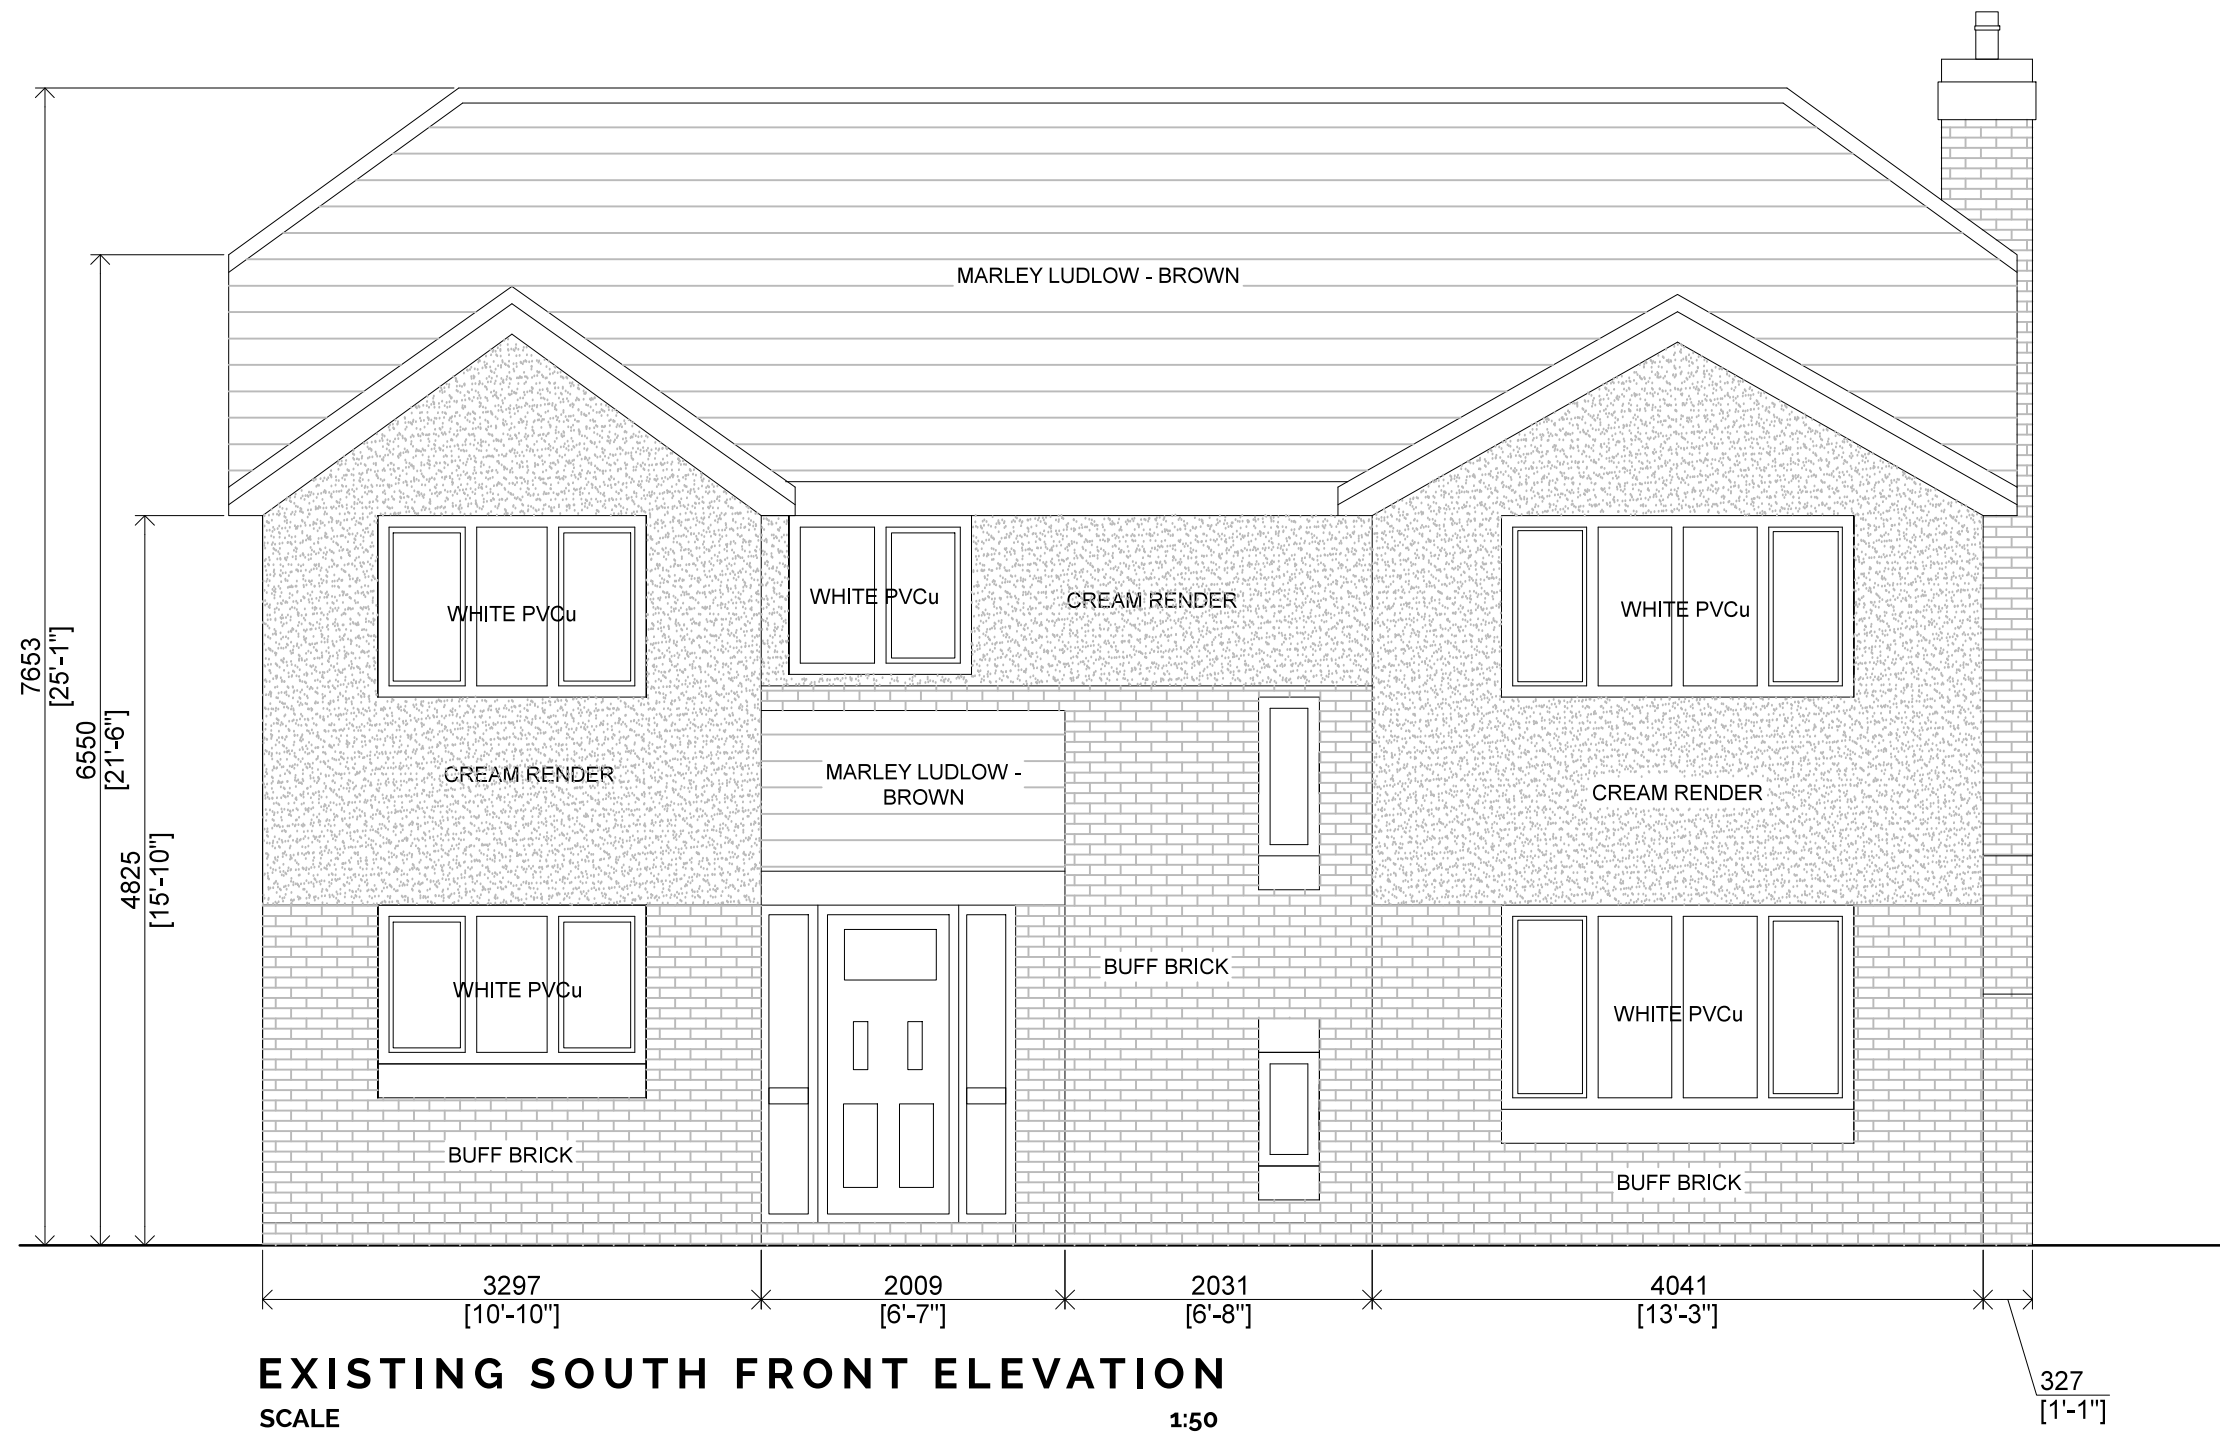 MARLEY LUDLOW - BROWN
WHITE PVCu
WHITE PVCu
CREAM RENDER
WHITE PVCu
7653
[25'-1"]
6550
[21'-6"]
4825
[15'-10"]
CREAM RENDER
MARLEY LUDLOW -
BROWN
CREAM RENDER
WHITE PVCu
BUFF BRICK
WHITE PVCu
BUFF BRICK
BUFF BRICK
3297
[10'-10"]
2009
[6'-7"]
2031
[6'-8"]
4041
[13'-3"]
327
[1'-1"]
EXISTING SOUTH FRONT ELEVATION
SCALE 1:50